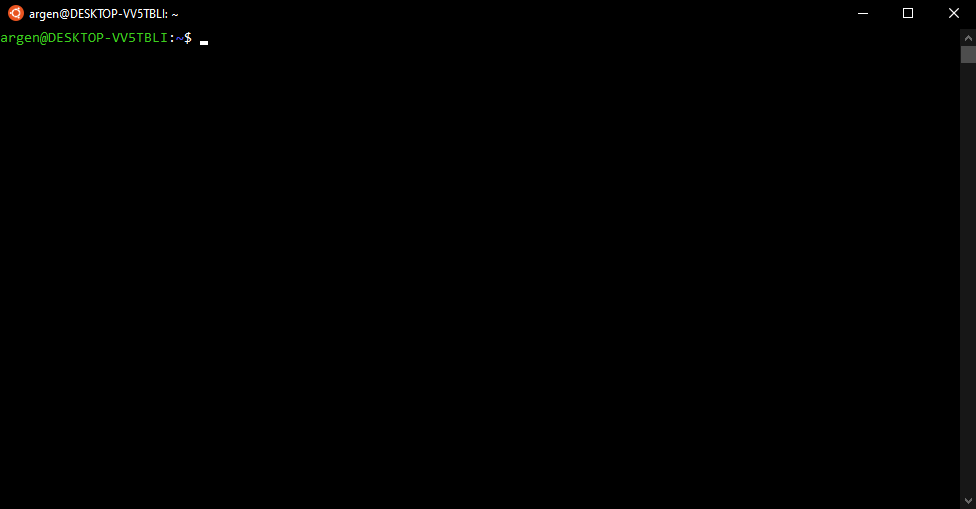 argen@DESKTOP-VV5TBLI: ~
argen@DESKTOP-VV5TBLI:~$